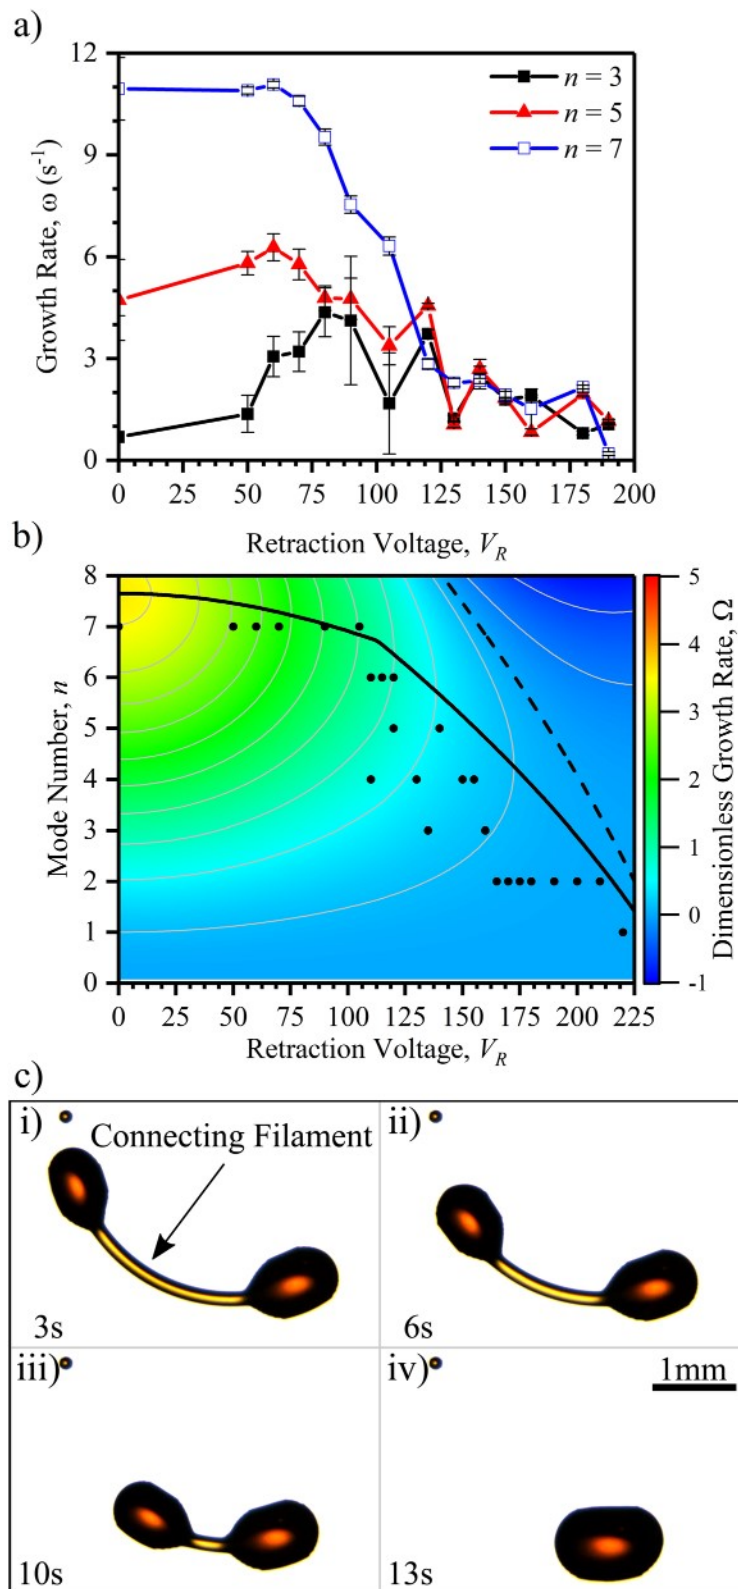 a)
12
9
6
3
0
Growth Rate, ω (s⁻¹)
n = 3
n = 5
n = 7
0 25 50 75 100 125 150 175 200
Retraction Voltage, V_R
b)
8
7
6
5
4
3
2
1
0
Mode Number, n
5
4
3
2
1
0
-1
Dimensionless Growth Rate, Ω
0 25 50 75 100 125 150 175 200 225
Retraction Voltage, V_R
c)
i)
Connecting Filament
3s
ii)
6s
iii)
10s
iv)
1mm
13s